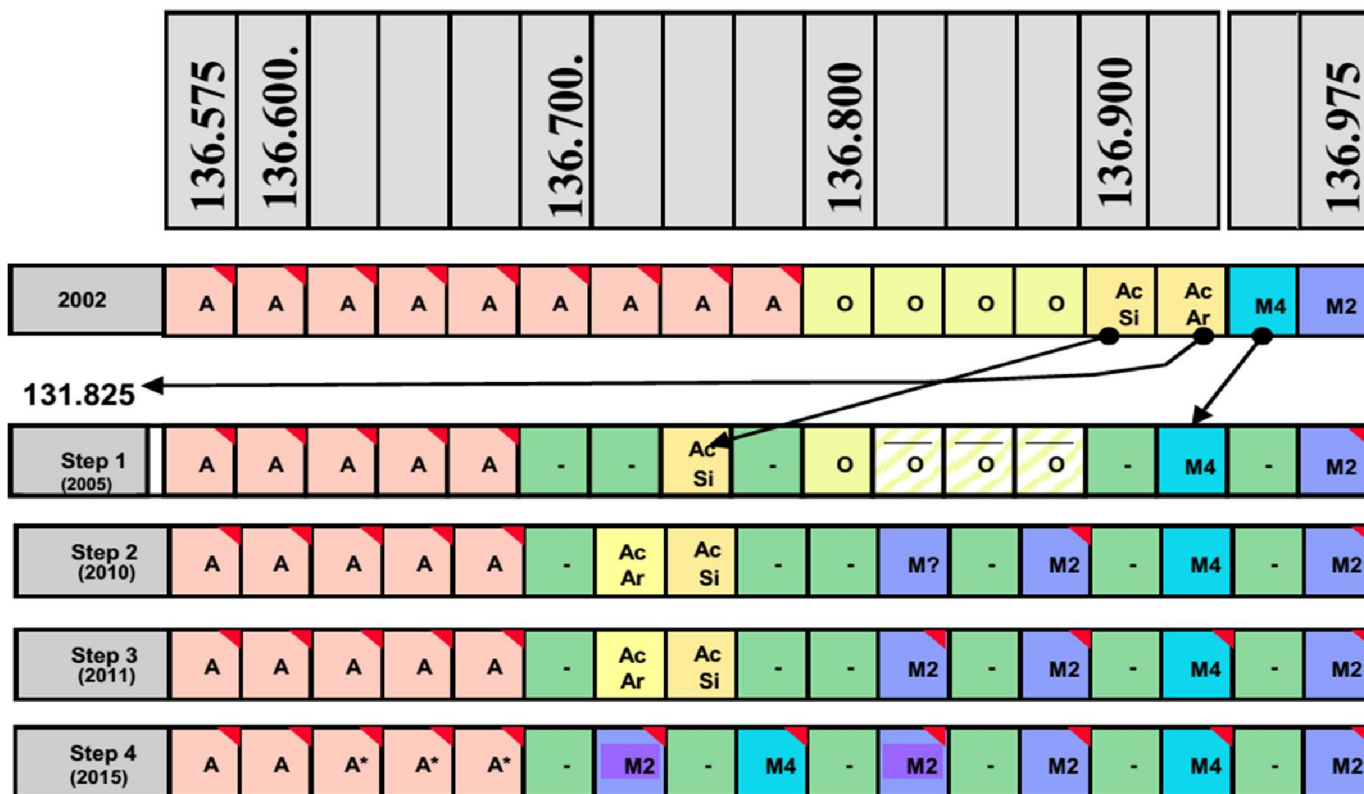 136.575 136.600. 136.700. 136.800 136.900 136.975
2002 A A A A A A A A A O O O O Ac Si Ac Ar M4 M2
131.825
Step 1 (2005) A A A A A - - Ac Si - O O O O - M4 - M2
Step 2 (2010) A A A A A - Ac Ar Ac Si - - M? - M2 - M4 - M2
Step 3 (2011) A A A A A - Ac Ar Ac Si - - M2 - M2 - M4 - M2
Step 4 (2015) A A A* A* A* - M2 - M4 - M2 - M2 - M4 - M2